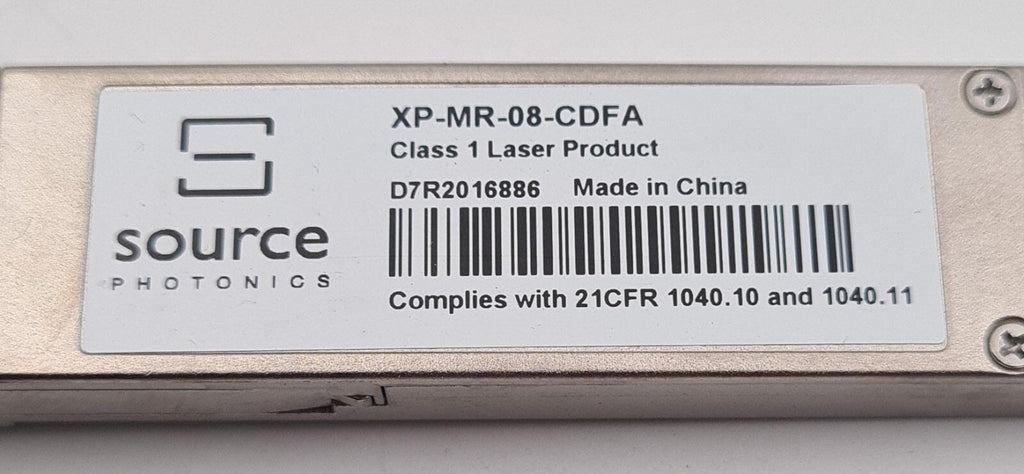 source
PHOTONICS
XP-MR-08-CDFA
Class 1 Laser Product
D7R2016886 Made in China
Complies with 21CFR 1040.10 and 1040.11